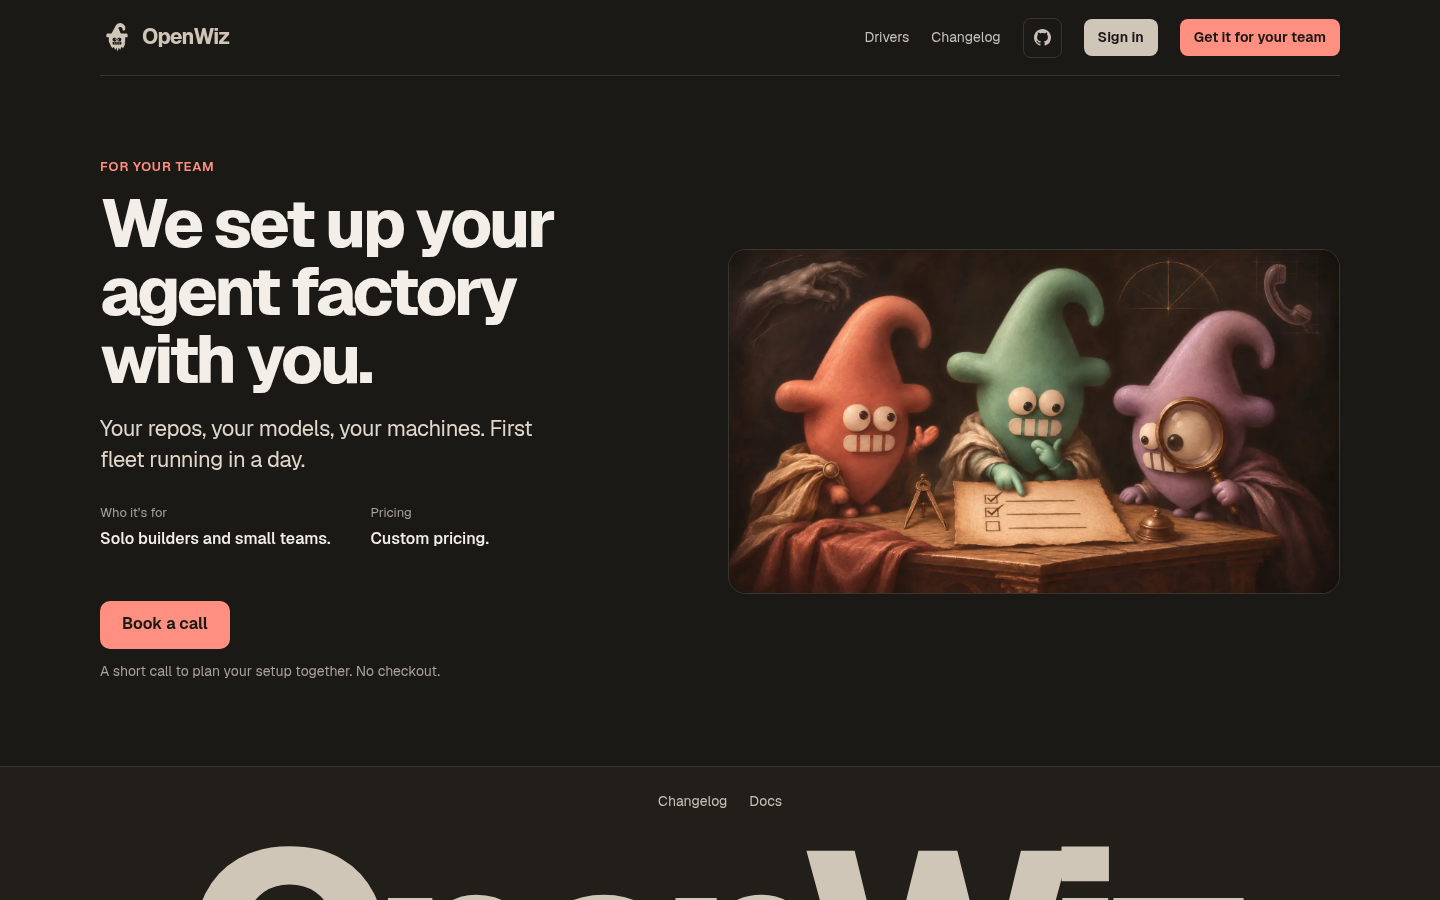 OpenWiz
Drivers
Changelog
Sign in
Get it for your team
FOR YOUR TEAM
We set up your
agent factory
with you.
Your repos, your models, your machines. First
fleet running in a day.
Who it's for
Solo builders and small teams.
Pricing
Custom pricing.
Book a call
A short call to plan your setup together. No checkout.
Changelog
Docs
OpenWiz